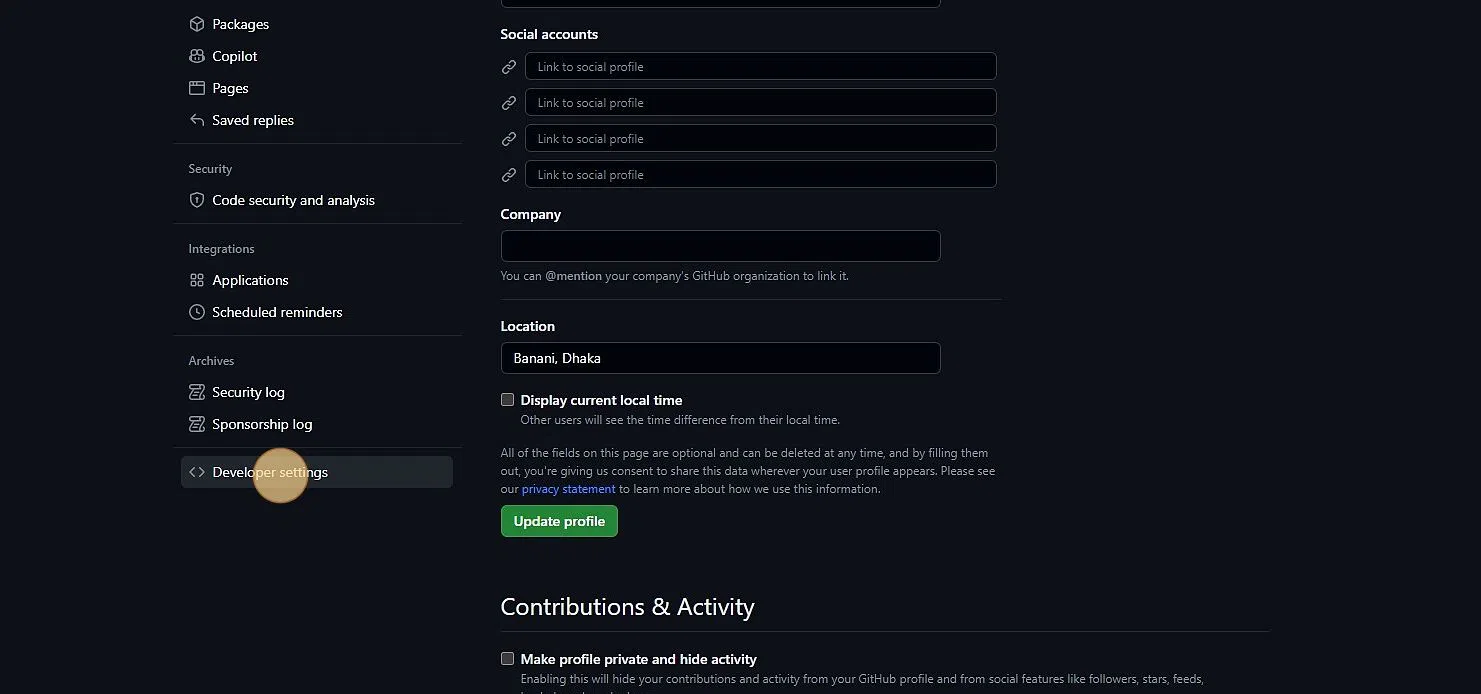 Packages
Copilot
Pages
Saved replies
Security
Code security and analysis
Integrations
Applications
Scheduled reminders
Archives
Security log
Sponsorship log
Developer settings
Social accounts
Link to social profile
Link to social profile
Link to social profile
Link to social profile
Company
You can @mention your company's GitHub organization to link it.
Location
Banani, Dhaka
Display current local time
Other users will see the time difference from their local time.
All of the fields on this page are optional and can be deleted at any time, and by filling them
out, you're giving us consent to share this data wherever your user profile appears. Please see
our privacy statement to learn more about how we use this information.
Update profile
Contributions & Activity
Make profile private and hide activity
Enabling this will hide your contributions and activity from your GitHub profile and from social features like followers, stars, feeds,